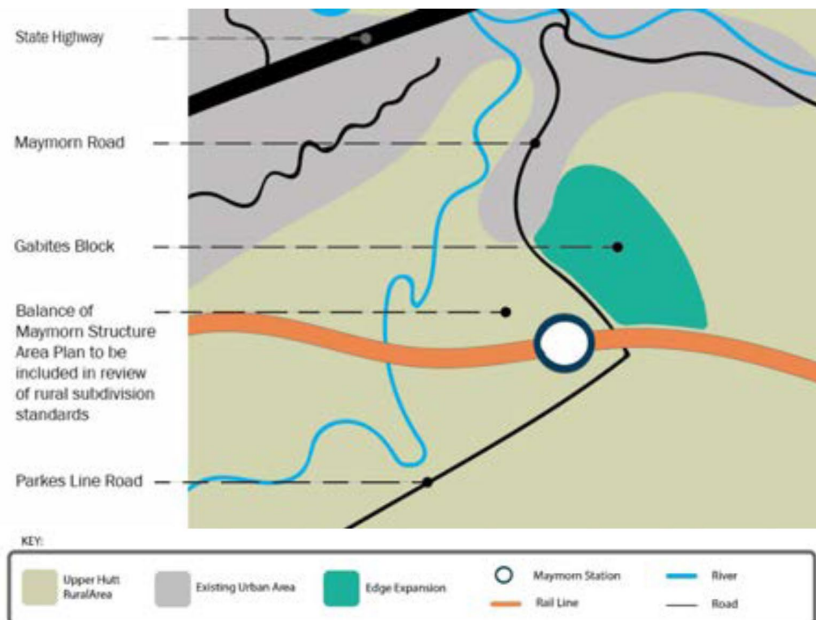 State Highway
Maymorn Road
Gabites Block
Balance of
Maymorn Structure
Area Plan to be
included in review
of rural subdivision
standards
Parkes Line Road
KEY:
Upper Hutt
RuralArea
Existing Urban Area
Edge Expansion
Maymorn Station
Rail Line
River
Road